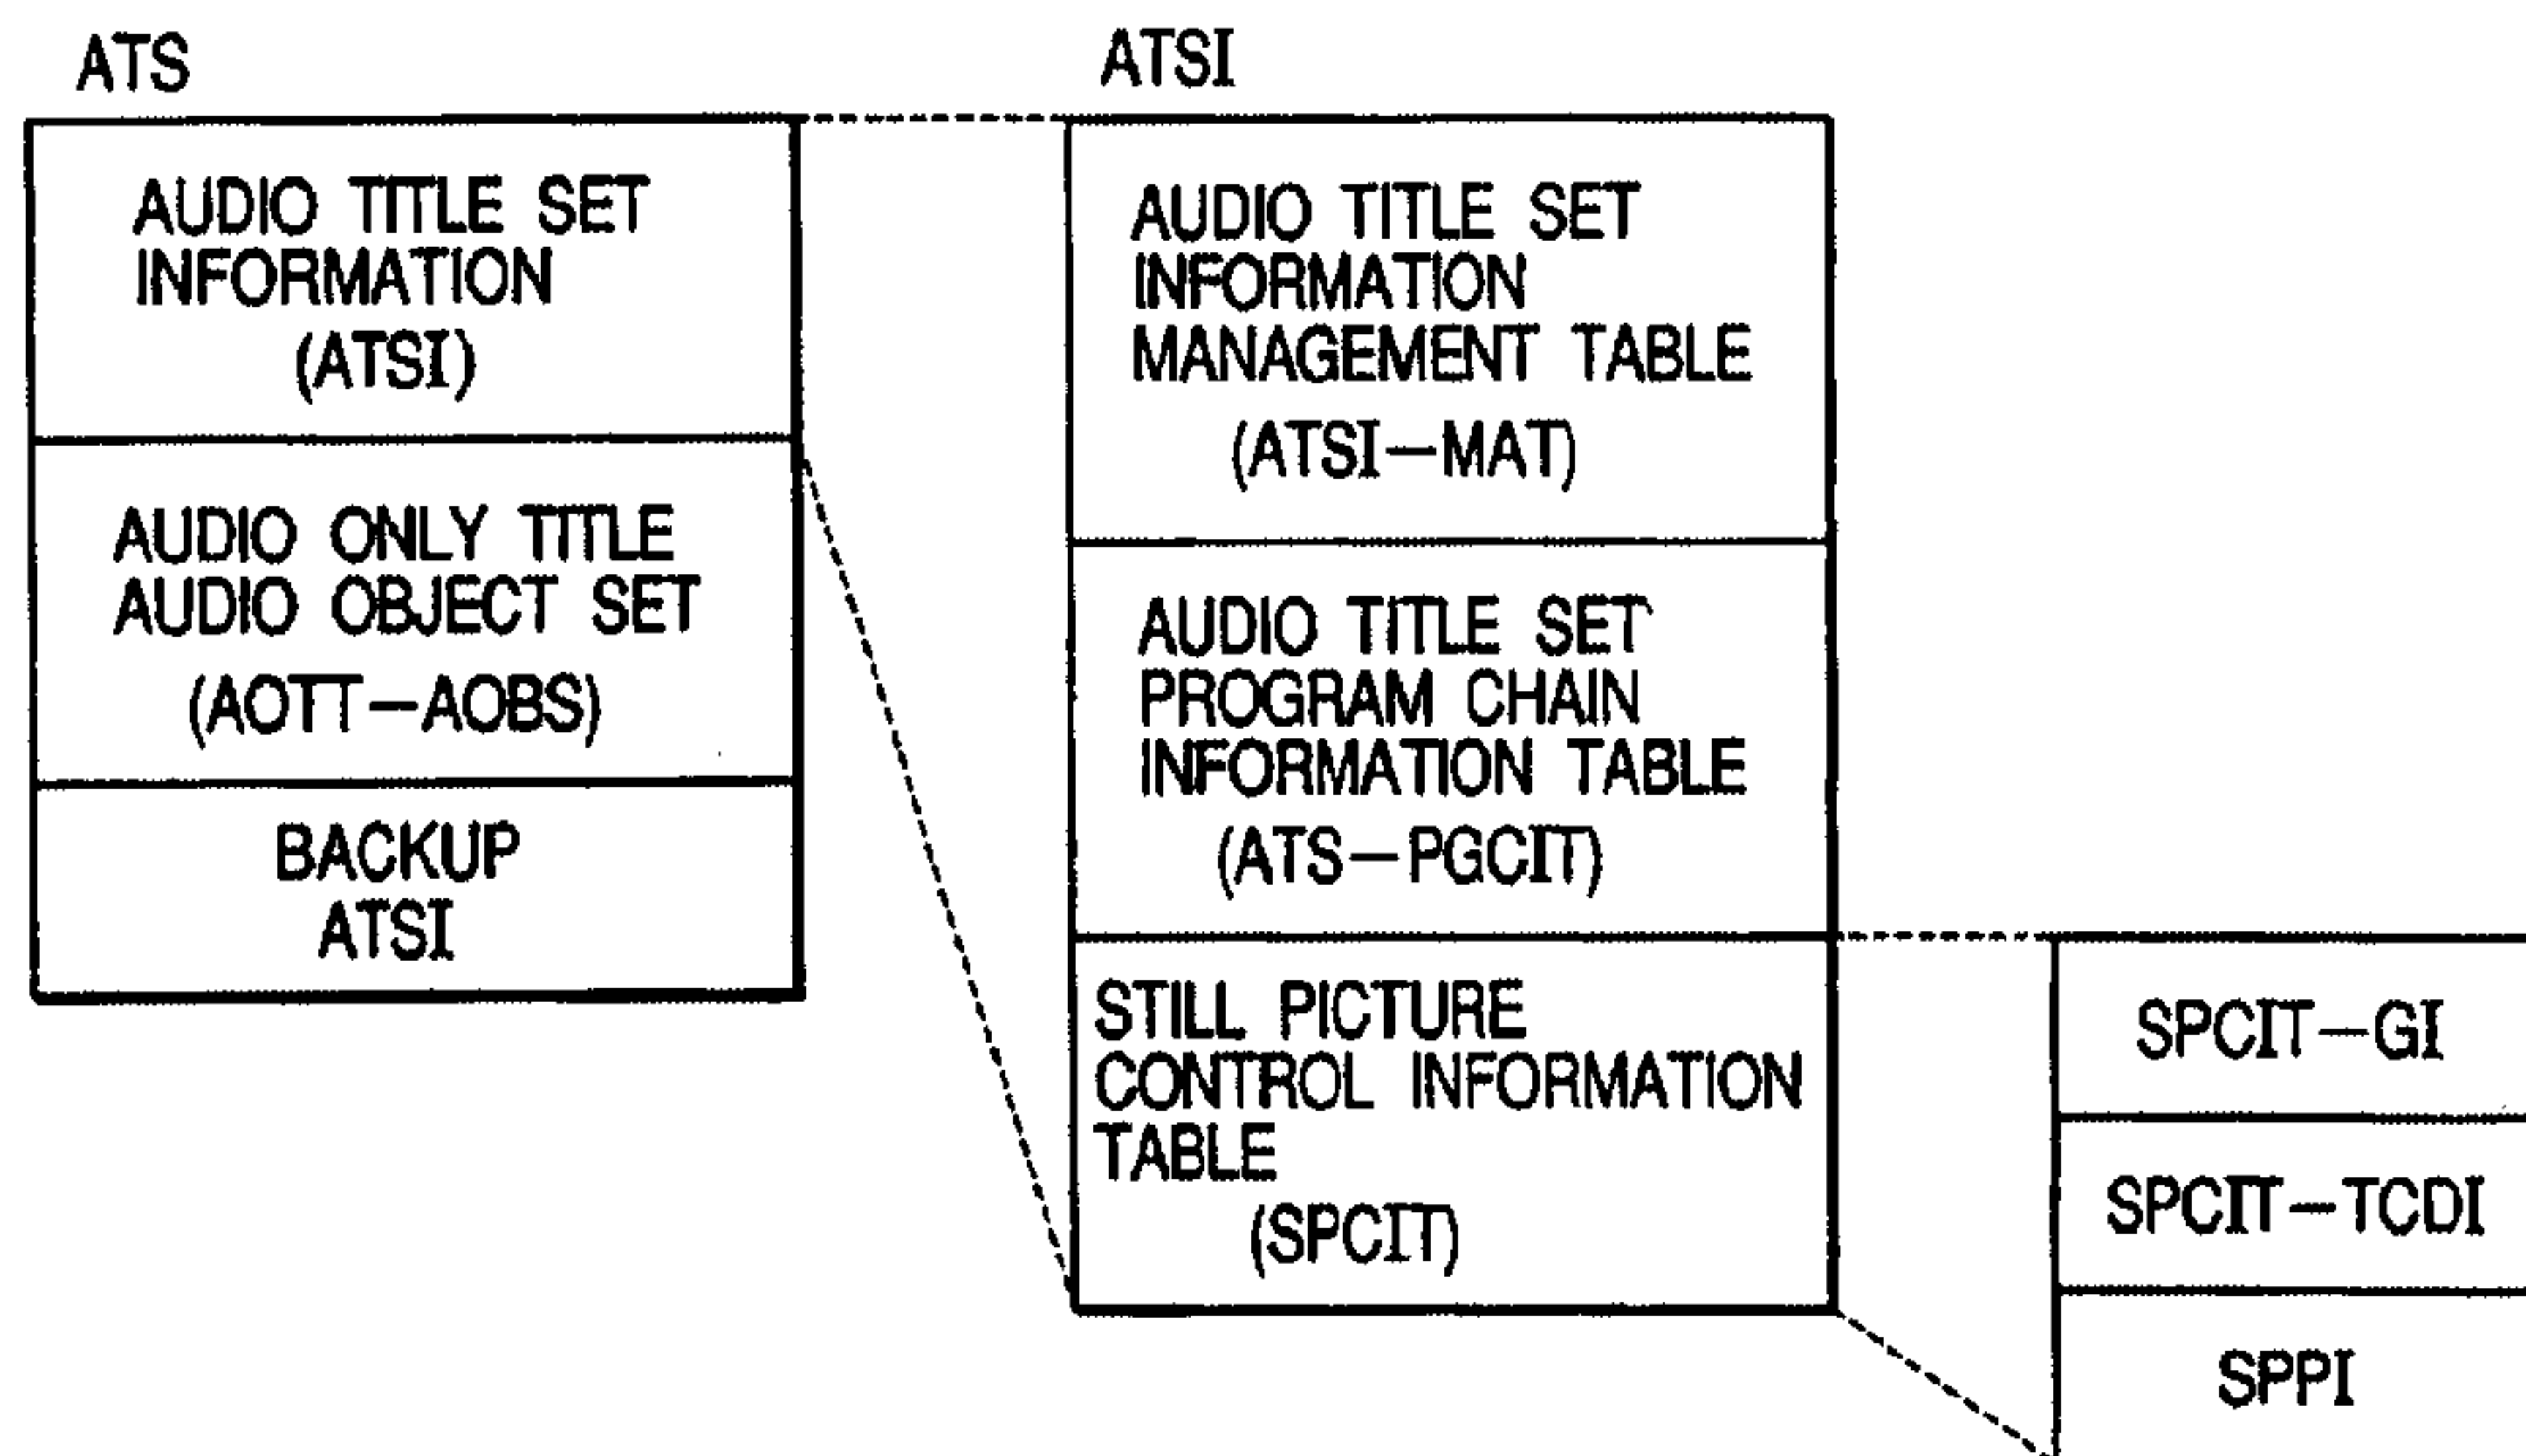 ATS
AUDIO TITLE SET
INFORMATION
(ATSI)
AUDIO ONLY TITLE
AUDIO OBJECT SET
(AOTT—AOBS)
BACKUP
ATSI
ATSI
AUDIO TITLE SET
INFORMATION
MANAGEMENT TABLE
(ATSI—MAT)
AUDIO TITLE SET
PROGRAM CHAIN
INFORMATION TABLE
(ATS—PGCIT)
STILL PICTURE
CONTROL INFORMATION
TABLE
(SPCIT)
SPCIT—GI
SPCIT—TCDI
SPPI